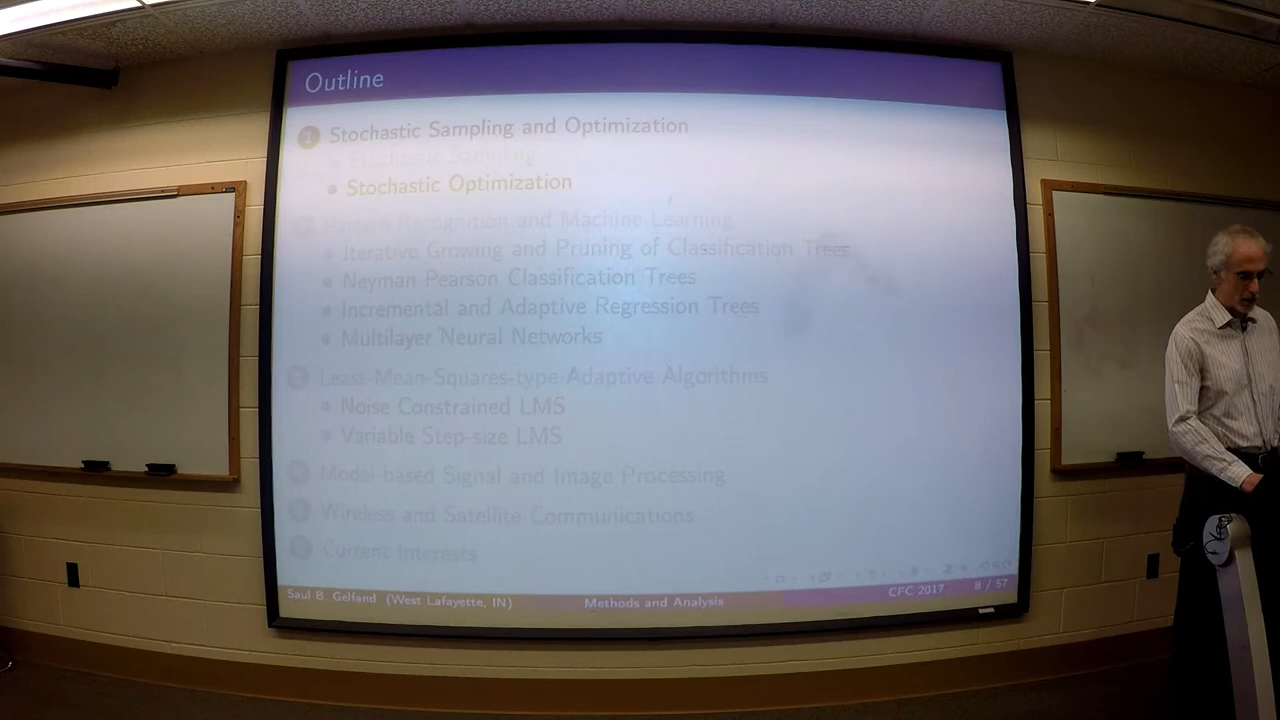 Outline
1 Stochastic Sampling and Optimization
Stochastic Sampling
Stochastic Optimization
Pattern Recognition and Machine Learning
Iterative Growing and Pruning of Classification Trees
Neyman Pearson Classification Trees
Incremental and Adaptive Regression Trees
Multilayer Neural Networks
Least-Mean-Squares-type Adaptive Algorithms
Noise Constrained LMS
Variable Step-size LMS
Model-based Signal and Image Processing
Wireless and Satellite Communications
Current Interests
Saul B. Gelfand (West Lafayette, IN) Methods and Analysis CFC 2017 8 / 57